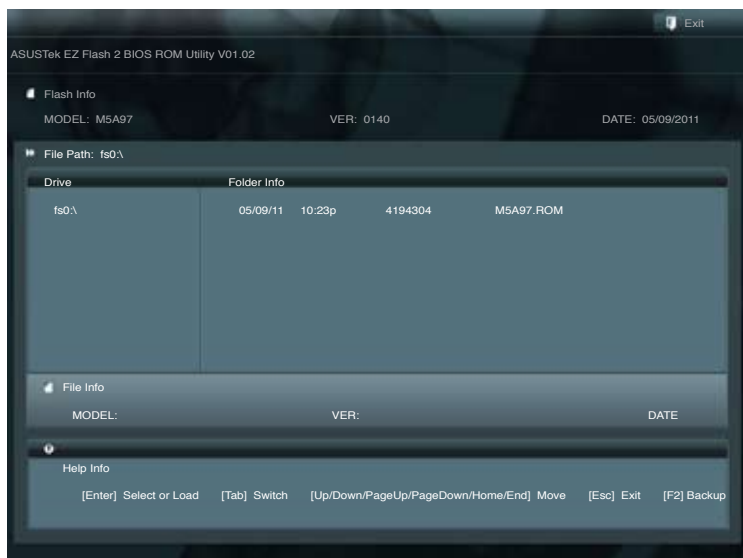 Exit
ASUSTek EZ Flash 2 BIOS ROM Utility V01.02
Flash Info
MODEL: M5A97 VER: 0140 DATE: 05/09/2011
File Path: fs0:\
Drive Folder Info
fs0:\ 05/09/11 10:23p 4194304 M5A97.ROM
File Info
MODEL: VER: DATE
Help Info
[Enter] Select or Load [Tab] Switch [Up/Down/PageUp/PageDown/Home/End] Move [Esc] Exit [F2] Backup